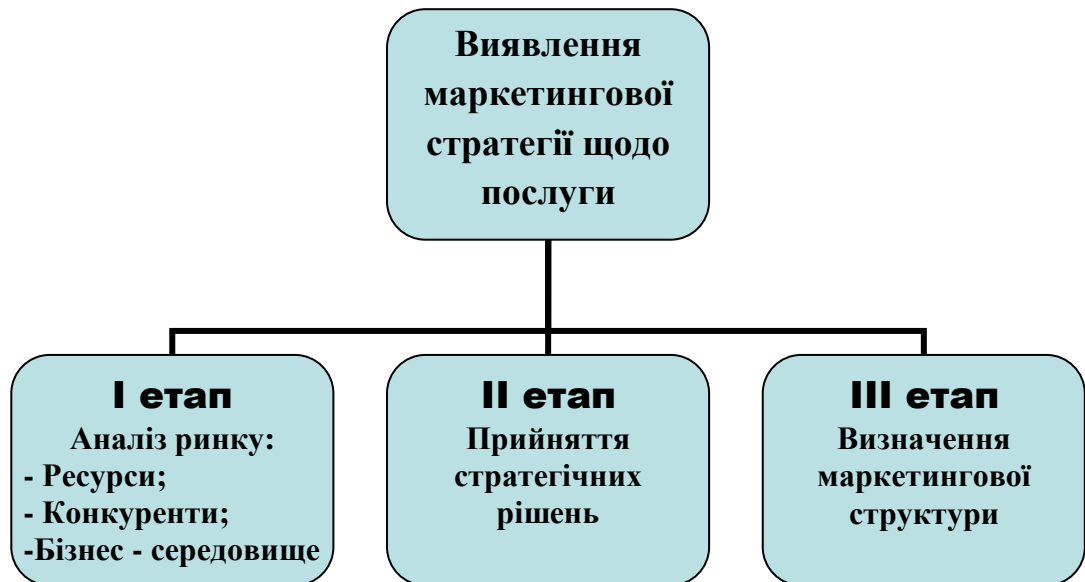 Виявлення
маркетингової
стратегії щодо
послуги
І етап
Аналіз ринку:
- Ресурси;
- Конкуренти;
-Бізнес - середовище
ІІ етап
Прийняття
стратегічних
рішень
ІІІ етап
Визначення
маркетингової
структури